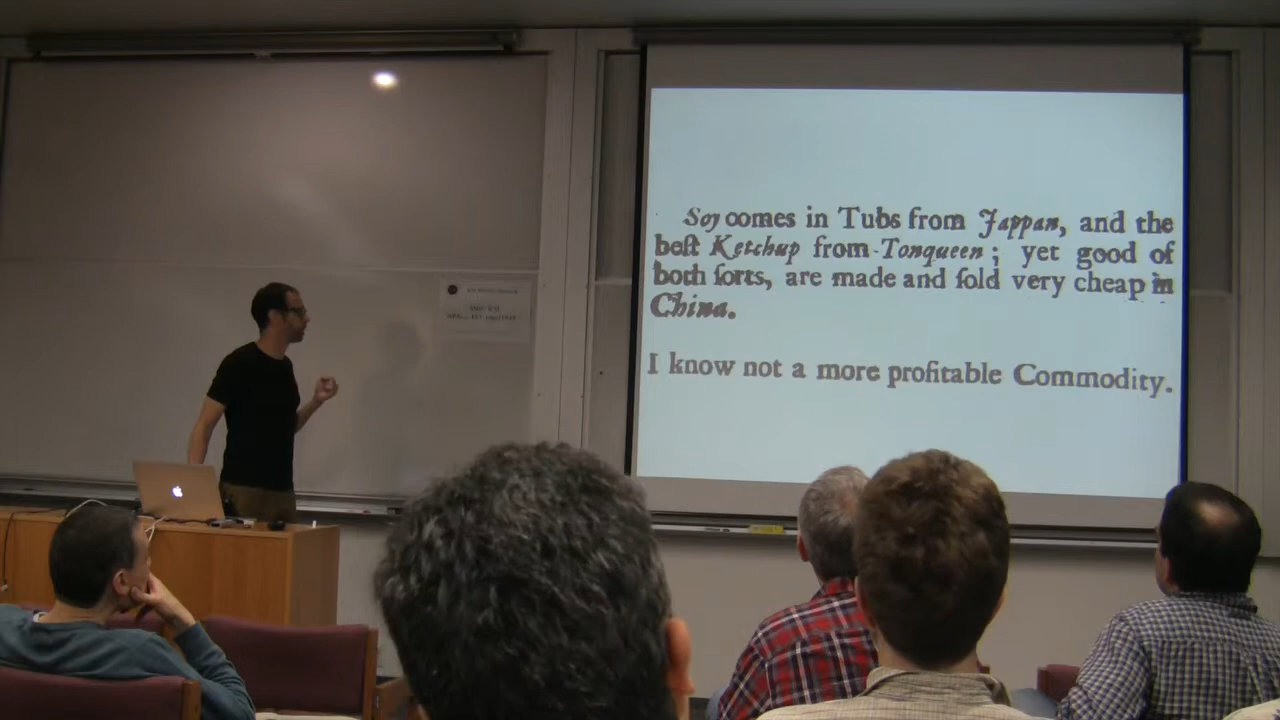 Soy comes in Tubs from Jappan, and the
beſt Ketchup from Tonqueen; yet good of
both ſorts, are made and ſold very cheap in
China.
I know not a more profitable Commodity.